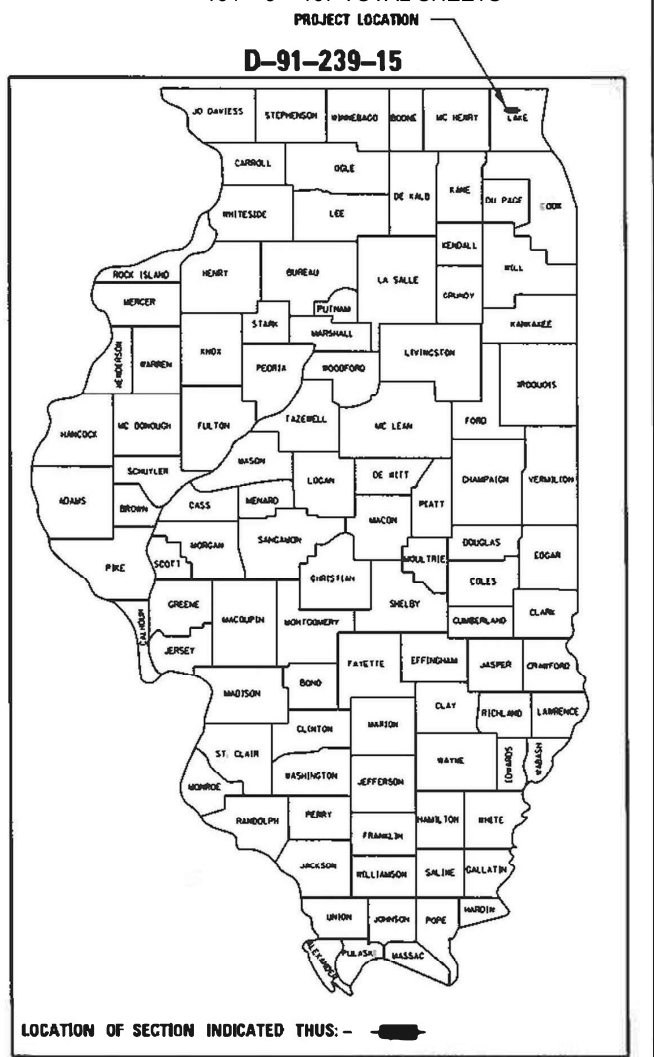 PROJECT LOCATION
D-91-239-15
JO DAVIESS STEPHENSON WINNEBAGO BOONE MC HENRY LAKE
CARROLL OGLE DE KALB KANE DU PAGE COOK
WHITESIDE LEE KENDALL WILL
ROCK ISLAND HENRY BUREAU LA SALLE GRUNDY
MERCER PUTNAM KANKAKEE
HENDERSON WARREN KNOX STARK MARSHALL LIVINGSTON
PEORIA WOODFORD IROQUOIS
HANCOCK MC DONOUGH FULTON TAZEWELL MC LEAN FORD
SCHUYLER MASON LOGAN DE WITT CHAMPAIGN VERMILION
ADAMS BROWN CASS MENARD MACON PIATT
PIKE SCOTT MORGAN SANGAMON CHRISTIAN MOULTRIE DOUGLAS EDGAR
COLES
CALHOUN GREENE MACOUPIN MONTGOMERY SHELBY CUMBERLAND CLARK
JERSEY FAYETTE EFFINGHAM JASPER CRAWFORD
MADISON BOND CLAY RICHLAND LAWRENCE
CLINTON MARION
MONROE ST. CLAIR WASHINGTON JEFFERSON WAYNE EDWARDS WABASH
RANDOLPH PERRY FRANKLIN HAMILTON WHITE
JACKSON WILLIAMSON SALINE GALLATIN
UNION JOHNSON POPE HARDIN
ALEXANDER PULASKI MASSAC
LOCATION OF SECTION INDICATED THUS: -